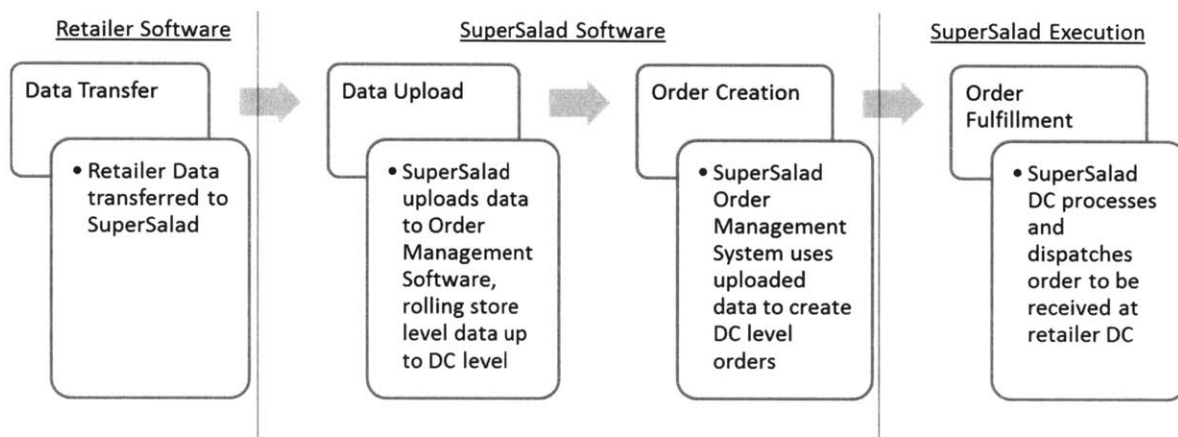 Retailer Software
SuperSalad Software
SuperSalad Execution
Data Transfer
• Retailer Data
transferred to
SuperSalad
Data Upload
• SuperSalad
uploads data
to Order
Management
Software,
rolling store
level data up
to DC level
Order Creation
• SuperSalad
Order
Management
System uses
uploaded
data to create
DC level
orders
Order
Fulfillment
• SuperSalad
DC processes
and
dispatches
order to be
received at
retailer DC